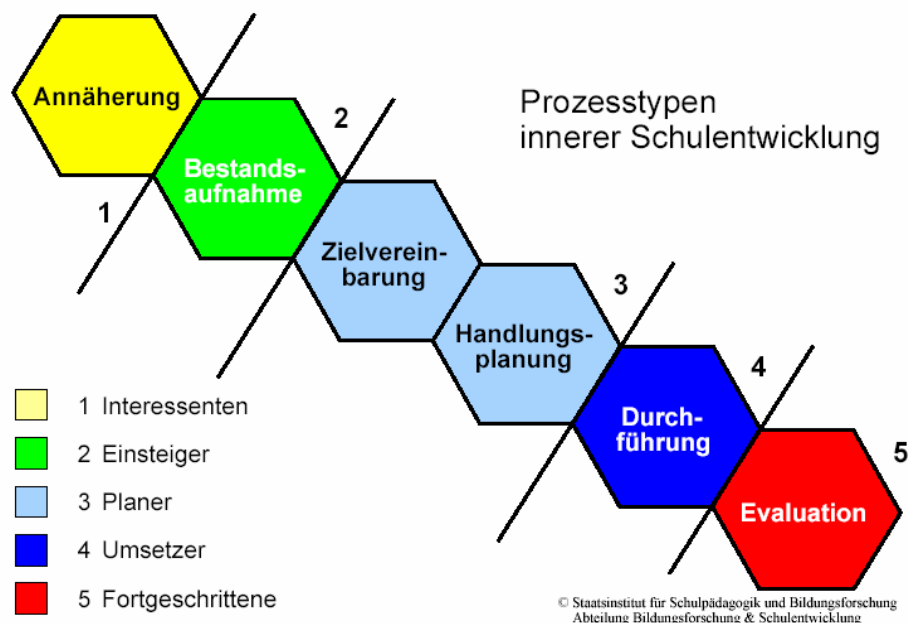 Prozesstypen
innerer Schulentwicklung
Annäherung
1
Bestands-
aufnahme
2
Zielverein-
barung
Handlungs-
planung
3
Durch-
führung
4
Evaluation
5
1 Interessenten
2 Einsteiger
3 Planer
4 Umsetzer
5 Fortgeschrittene
© Staatsinstitut für Schulpädagogik und Bildungsforschung
Abteilung Bildungsforschung & Schulentwicklung